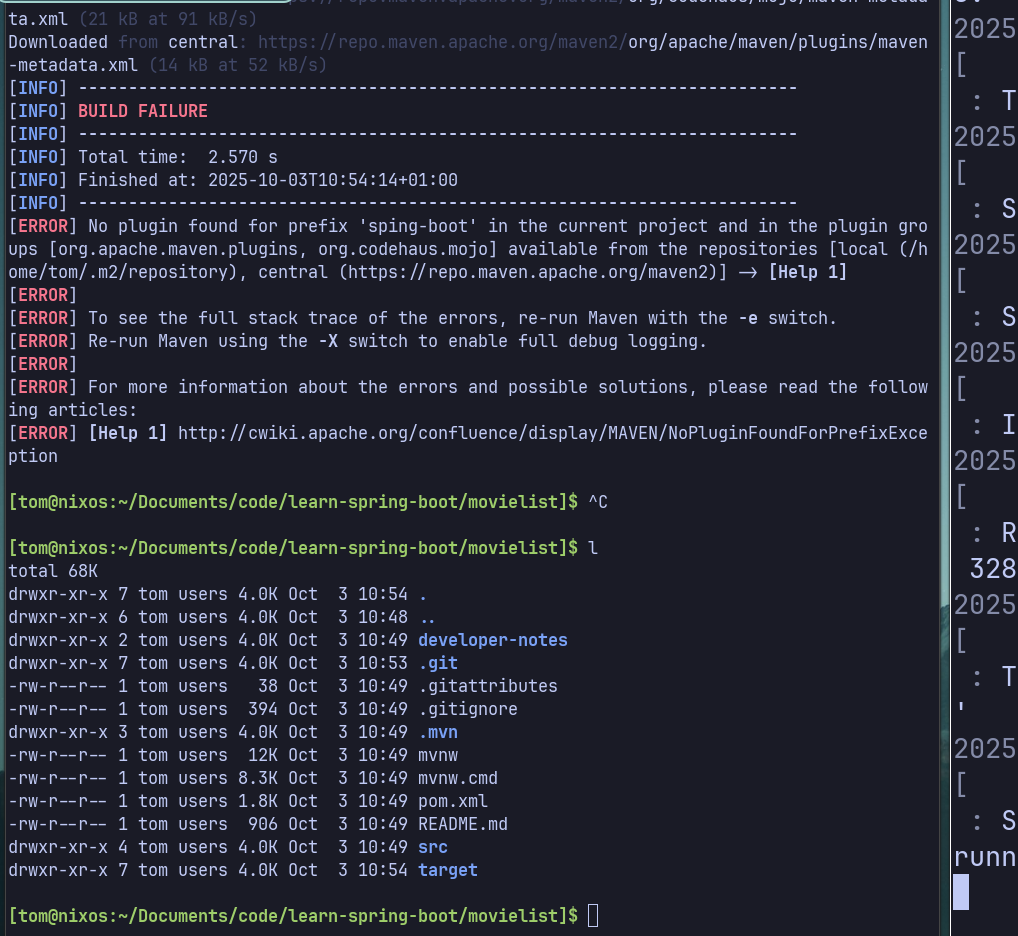 ta.xml (21 kB at 91 kB/s)
Downloaded from central: https://repo.maven.apache.org/maven2/org/apache/maven/plugins/maven
-metadata.xml (14 kB at 52 kB/s)
[INFO] ------------------------------------------------------------------------
[INFO] BUILD FAILURE
[INFO] ------------------------------------------------------------------------
[INFO] Total time:  2.570 s
[INFO] Finished at: 2025-10-03T10:54:14+01:00
[INFO] ------------------------------------------------------------------------
[ERROR] No plugin found for prefix 'sping-boot' in the current project and in the plugin gro
ups [org.apache.maven.plugins, org.codehaus.mojo] available from the repositories [local (/h
ome/tom/.m2/repository), central (https://repo.maven.apache.org/maven2)] -> [Help 1]
[ERROR]
[ERROR] To see the full stack trace of the errors, re-run Maven with the -e switch.
[ERROR] Re-run Maven using the -X switch to enable full debug logging.
[ERROR]
[ERROR] For more information about the errors and possible solutions, please read the follow
ing articles:
[ERROR] [Help 1] http://cwiki.apache.org/confluence/display/MAVEN/NoPluginFoundForPrefixExce
ption
[tom@nixos:~/Documents/code/learn-spring-boot/movielist]$ ^C
[tom@nixos:~/Documents/code/learn-spring-boot/movielist]$ l
total 68K
drwxr-xr-x 7 tom users 4.0K Oct  3 10:54 .
drwxr-xr-x 6 tom users 4.0K Oct  3 10:48 ..
drwxr-xr-x 2 tom users 4.0K Oct  3 10:49 developer-notes
drwxr-xr-x 7 tom users 4.0K Oct  3 10:53 .git
-rw-r--r-- 1 tom users   38 Oct  3 10:49 .gitattributes
-rw-r--r-- 1 tom users  394 Oct  3 10:49 .gitignore
drwxr-xr-x 3 tom users 4.0K Oct  3 10:49 .mvn
-rw-r--r-- 1 tom users  12K Oct  3 10:49 mvnw
-rw-r--r-- 1 tom users 8.3K Oct  3 10:49 mvnw.cmd
-rw-r--r-- 1 tom users 1.8K Oct  3 10:49 pom.xml
-rw-r--r-- 1 tom users  906 Oct  3 10:49 README.md
drwxr-xr-x 4 tom users 4.0K Oct  3 10:49 src
drwxr-xr-x 7 tom users 4.0K Oct  3 10:54 target
[tom@nixos:~/Documents/code/learn-spring-boot/movielist]$
2025
[
: T
2025
[
: S
2025
[
: S
2025
[
: I
2025
[
: R
328
2025
[
: T
'
2025
[
: S
runn